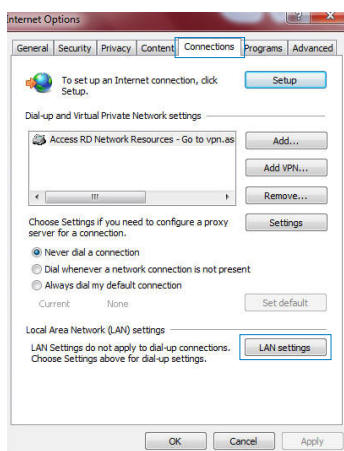 Internet Options
General Security Privacy Content Connections Programs Advanced
To set up an Internet connection, click
Setup.
Setup
Dial-up and Virtual Private Network settings
Access RD Network Resources - Go to vpn.as
Add...
Add VPN...
Remove...
Choose Settings if you need to configure a proxy
server for a connection.
Settings
Never dial a connection
Dial whenever a network connection is not present
Always dial my default connection
Current None
Set default
Local Area Network (LAN) settings
LAN Settings do not apply to dial-up connections.
Choose Settings above for dial-up settings.
LAN settings
OK Cancel Apply